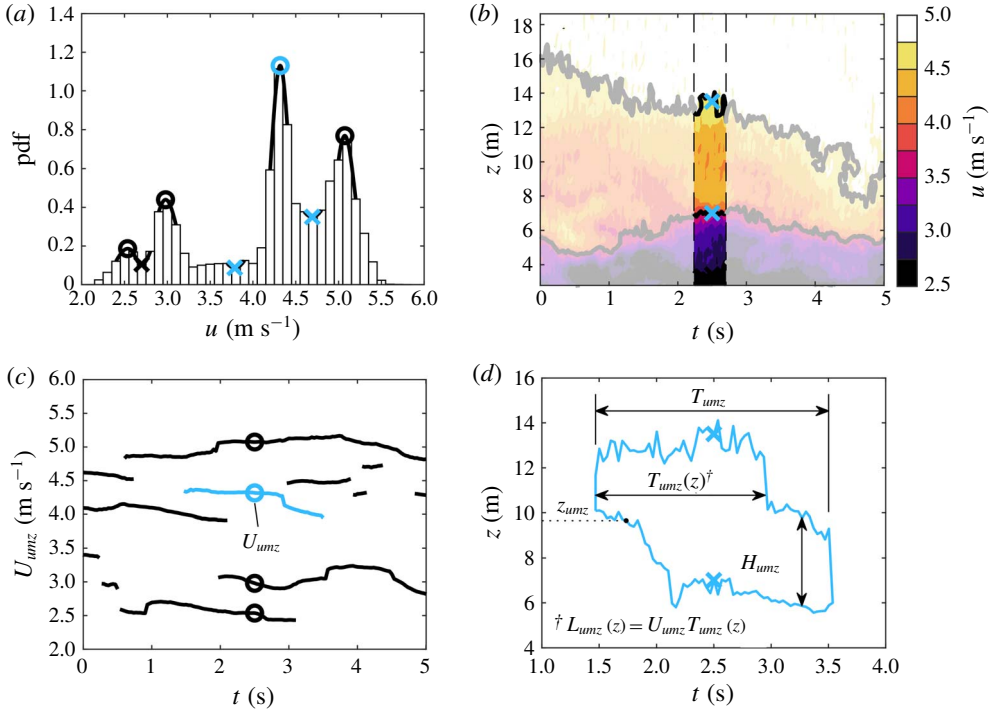 (a)
1.4
1.2
1.0
0.8
0.6
0.4
0.2
0
pdf
2.0 2.5 3.0 3.5 4.0 4.5 5.0 5.5 6.0
u (m s⁻¹)
(b)
18
16
14
12
10
8
6
4
z (m)
0 1 2 3 4 5
t (s)
5.0
4.5
4.0
3.5
3.0
2.5
u (m s⁻¹)
(c)
6.0
5.5
5.0
4.5
4.0
3.5
3.0
2.5
2.0
U_umz (m s⁻¹)
U_umz
0 1 2 3 4 5
t (s)
(d)
16
14
12
10
8
6
4
z (m)
T_umz
T_umz(z)†
z_umz
H_umz
† L_umz(z) = U_umz T_umz(z)
1.0 1.5 2.0 2.5 3.0 3.5 4.0
t (s)